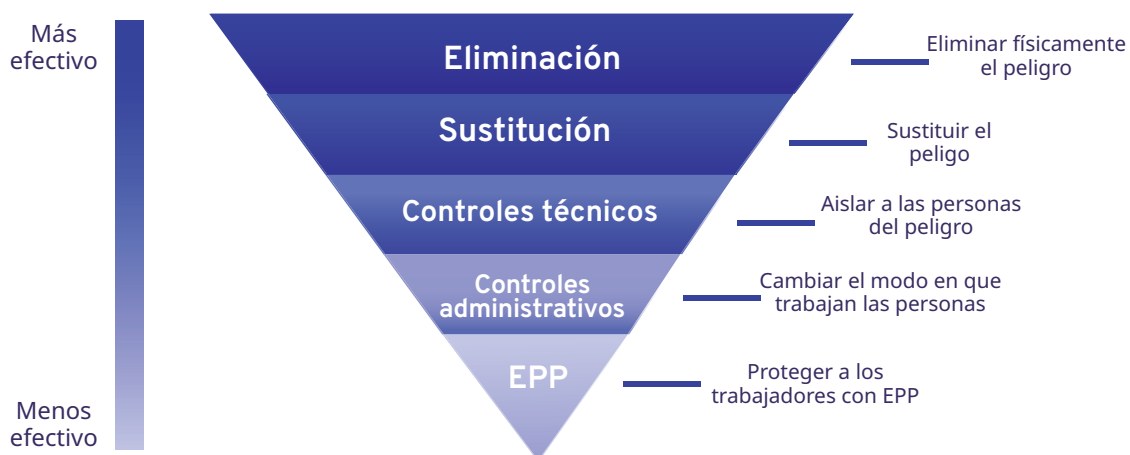 Más
efectivo
Eliminación
Eliminar físicamente
el peligro
Sustitución
Sustituir el
peligo
Controles técnicos
Aislar a las personas
del peligro
Controles
administrativos
Cambiar el modo en que
trabajan las personas
EPP
Proteger a los
trabajadores con EPP
Menos
efectivo